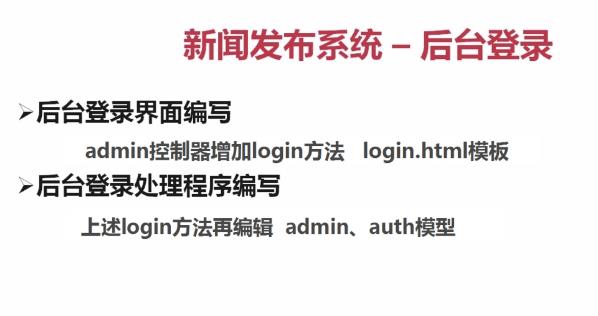 新闻发布系统 – 后台登录
➢后台登录界面编写
admin控制器增加login方法 login.html模板
➢后台登录处理程序编写
上述login方法再编辑 admin、auth模型